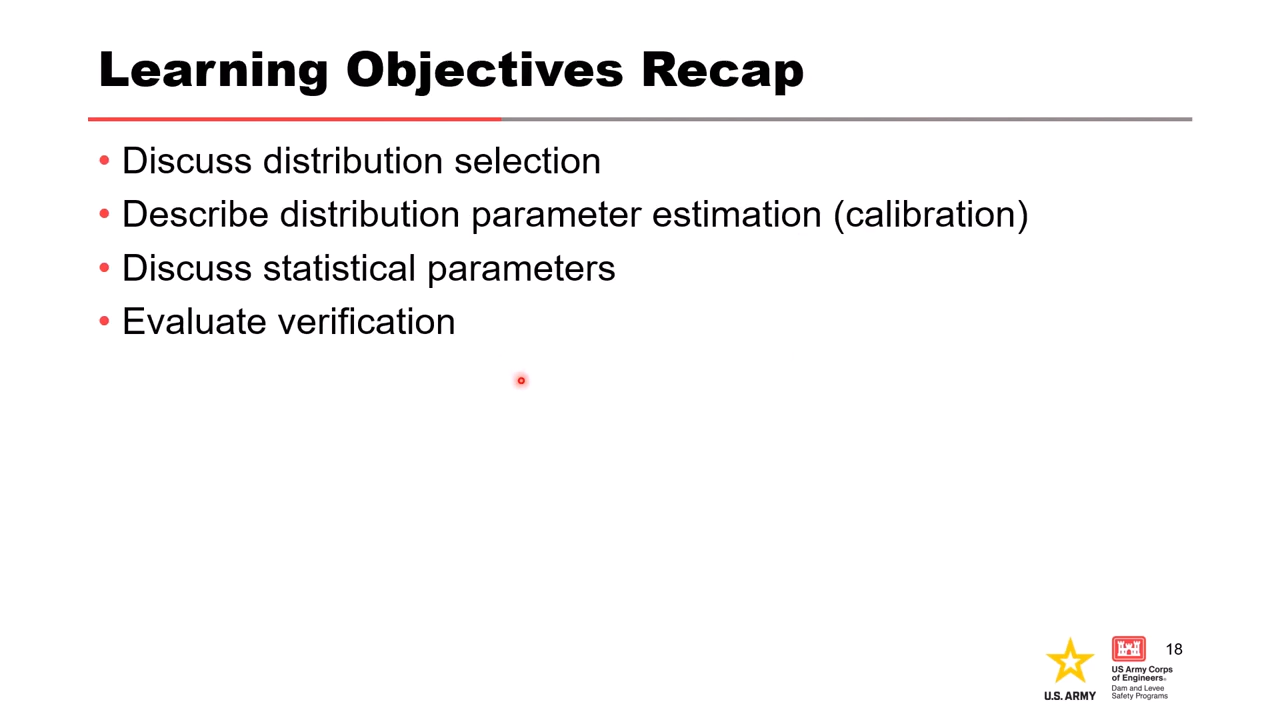 Learning Objectives Recap
• Discuss distribution selection
• Describe distribution parameter estimation (calibration)
• Discuss statistical parameters
• Evaluate verification
18
U.S. ARMY
US Army Corps
of Engineers®
Dam and Levee
Safety Programs